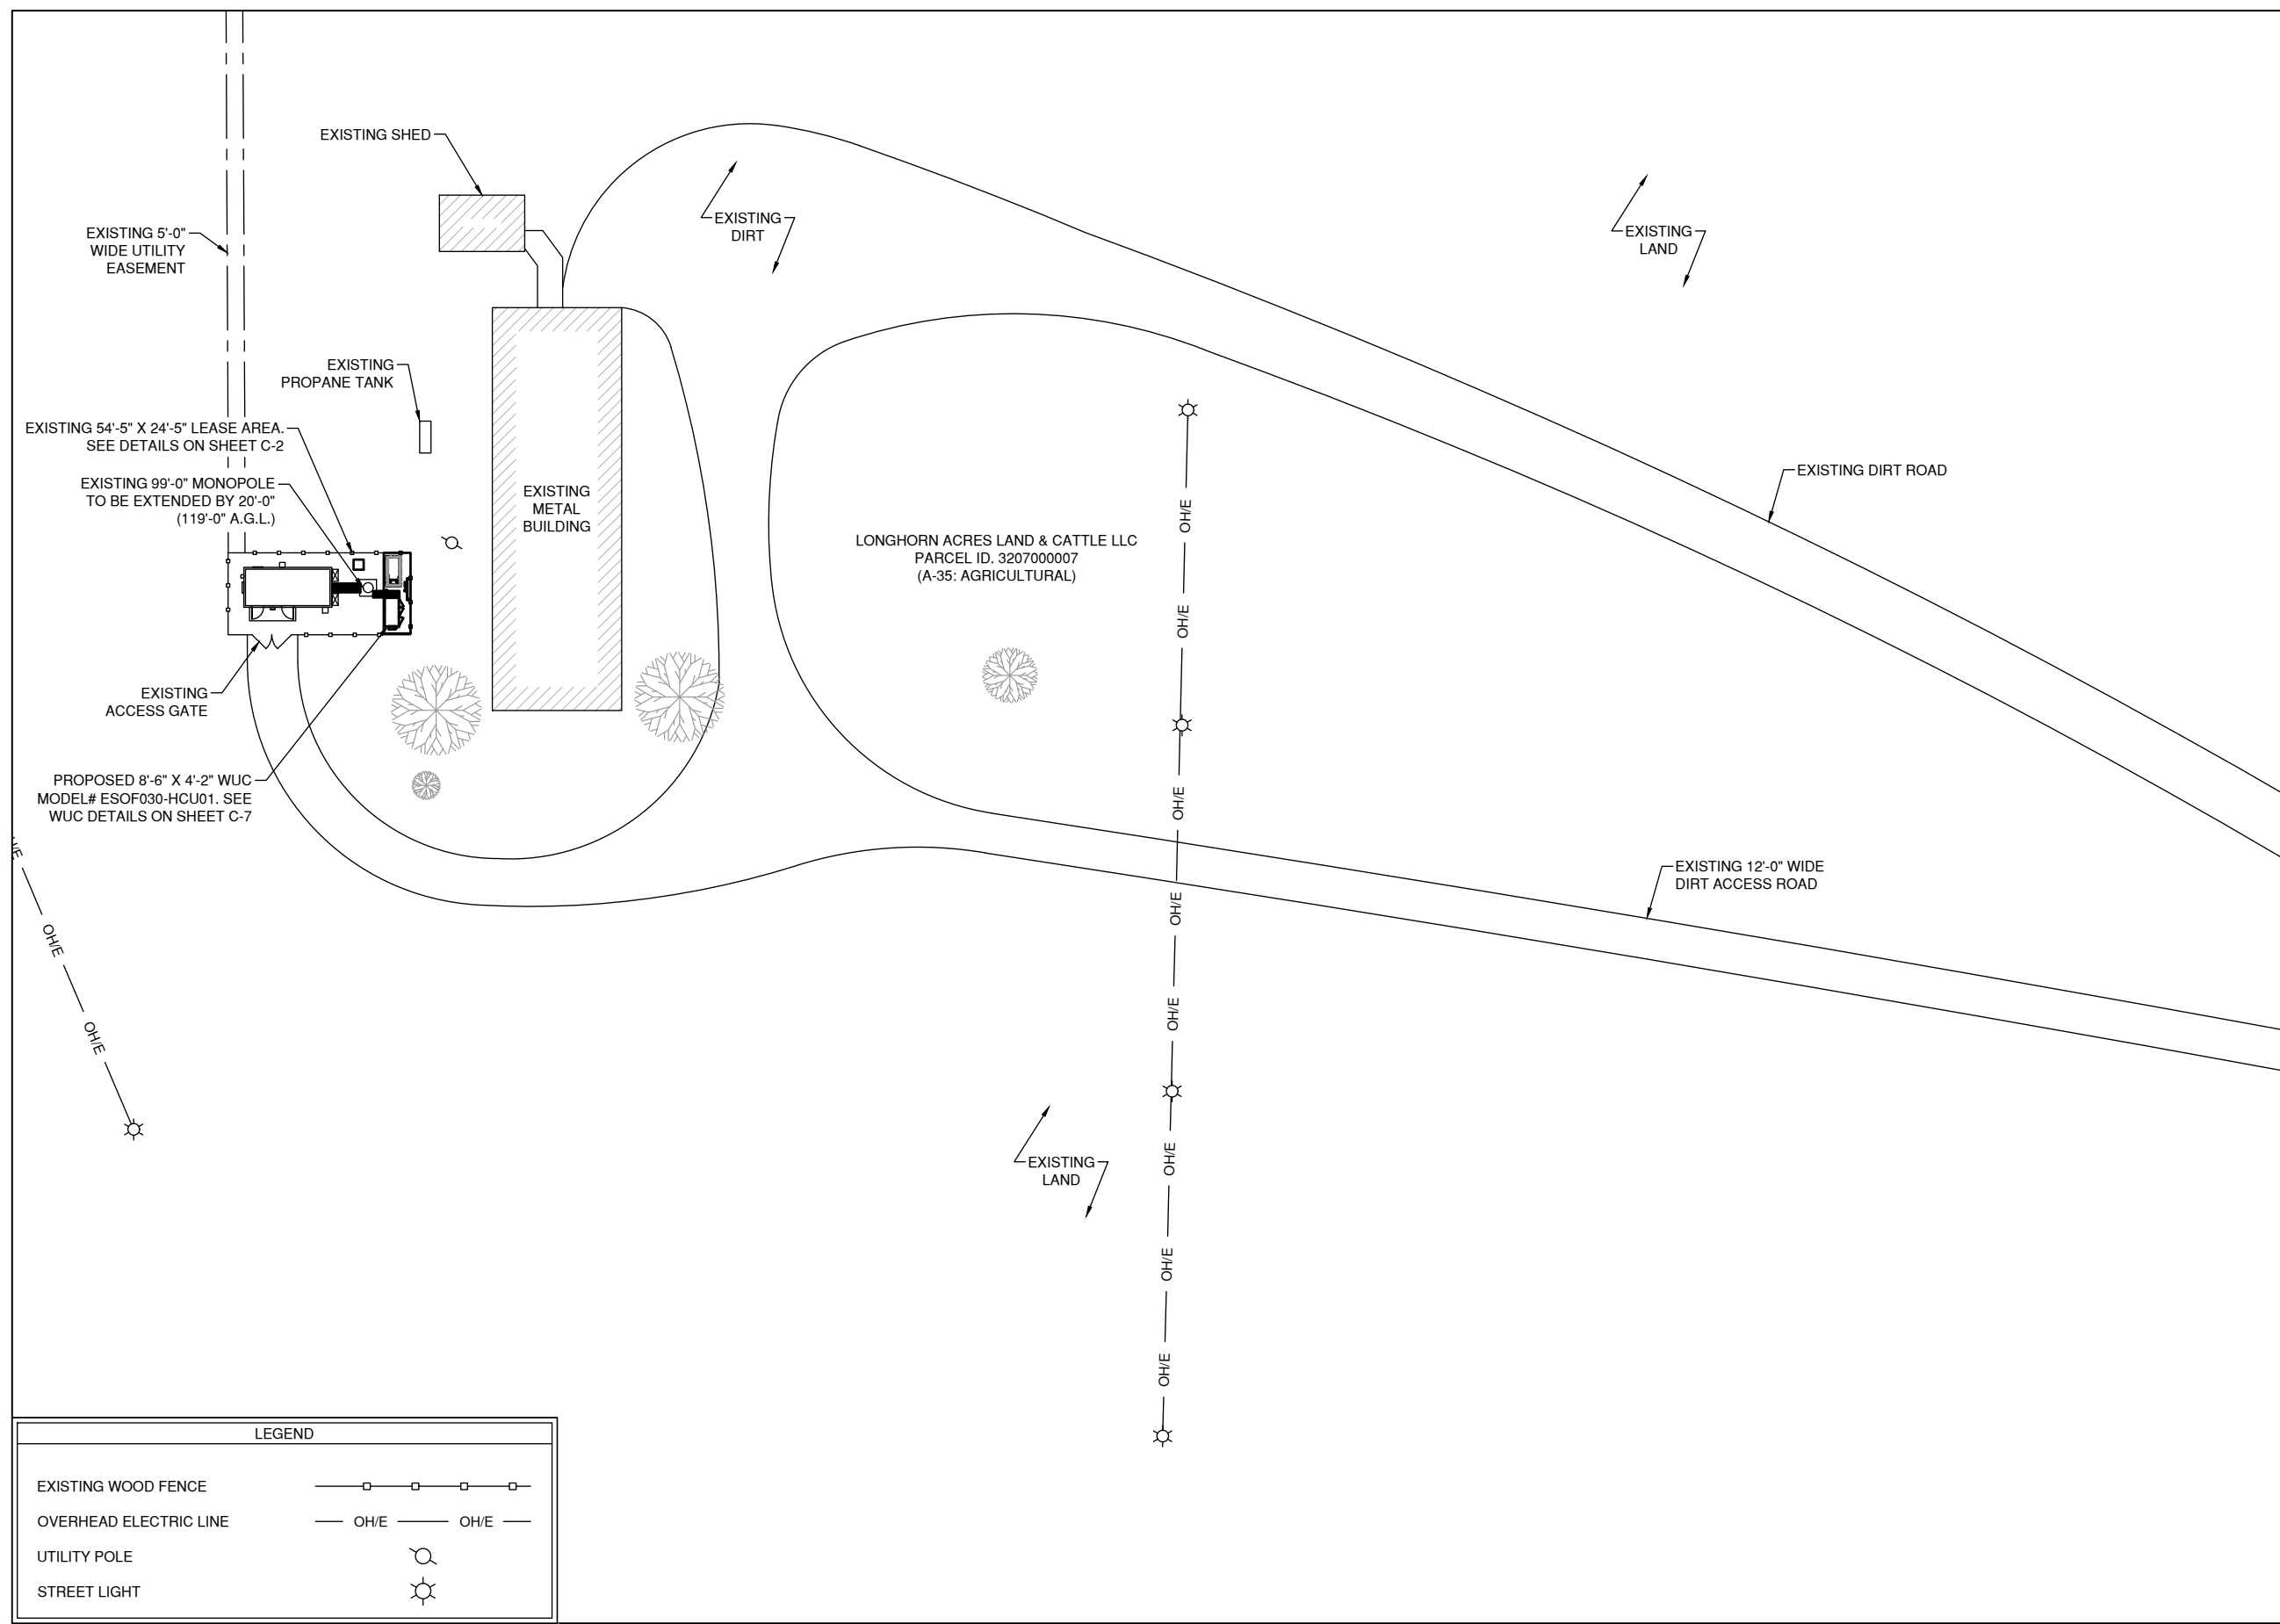 EXISTING SHED
EXISTING
DIRT
EXISTING
LAND
EXISTING 5'-0"
WIDE UTILITY
EASEMENT
EXISTING
PROPANE TANK
EXISTING 54'-5" X 24'-5" LEASE AREA.
SEE DETAILS ON SHEET C-2
EXISTING 99'-0" MONOPOLE
TO BE EXTENDED BY 20'-0"
(119'-0" A.G.L.)
EXISTING
METAL
BUILDING
EXISTING DIRT ROAD
LONGHORN ACRES LAND & CATTLE LLC
PARCEL ID. 3207000007
(A-35: AGRICULTURAL)
OH/E
OH/E
OH/E
OH/E
OH/E
OH/E
OH/E
OH/E
EXISTING
ACCESS GATE
PROPOSED 8'-6" X 4'-2" WUC
MODEL# ESOF030-HCU01. SEE
WUC DETAILS ON SHEET C-7
EXISTING 12'-0" WIDE
DIRT ACCESS ROAD
OH/E
OH/E
EXISTING
LAND
LEGEND
EXISTING WOOD FENCE
OVERHEAD ELECTRIC LINE OH/E OH/E
UTILITY POLE
STREET LIGHT